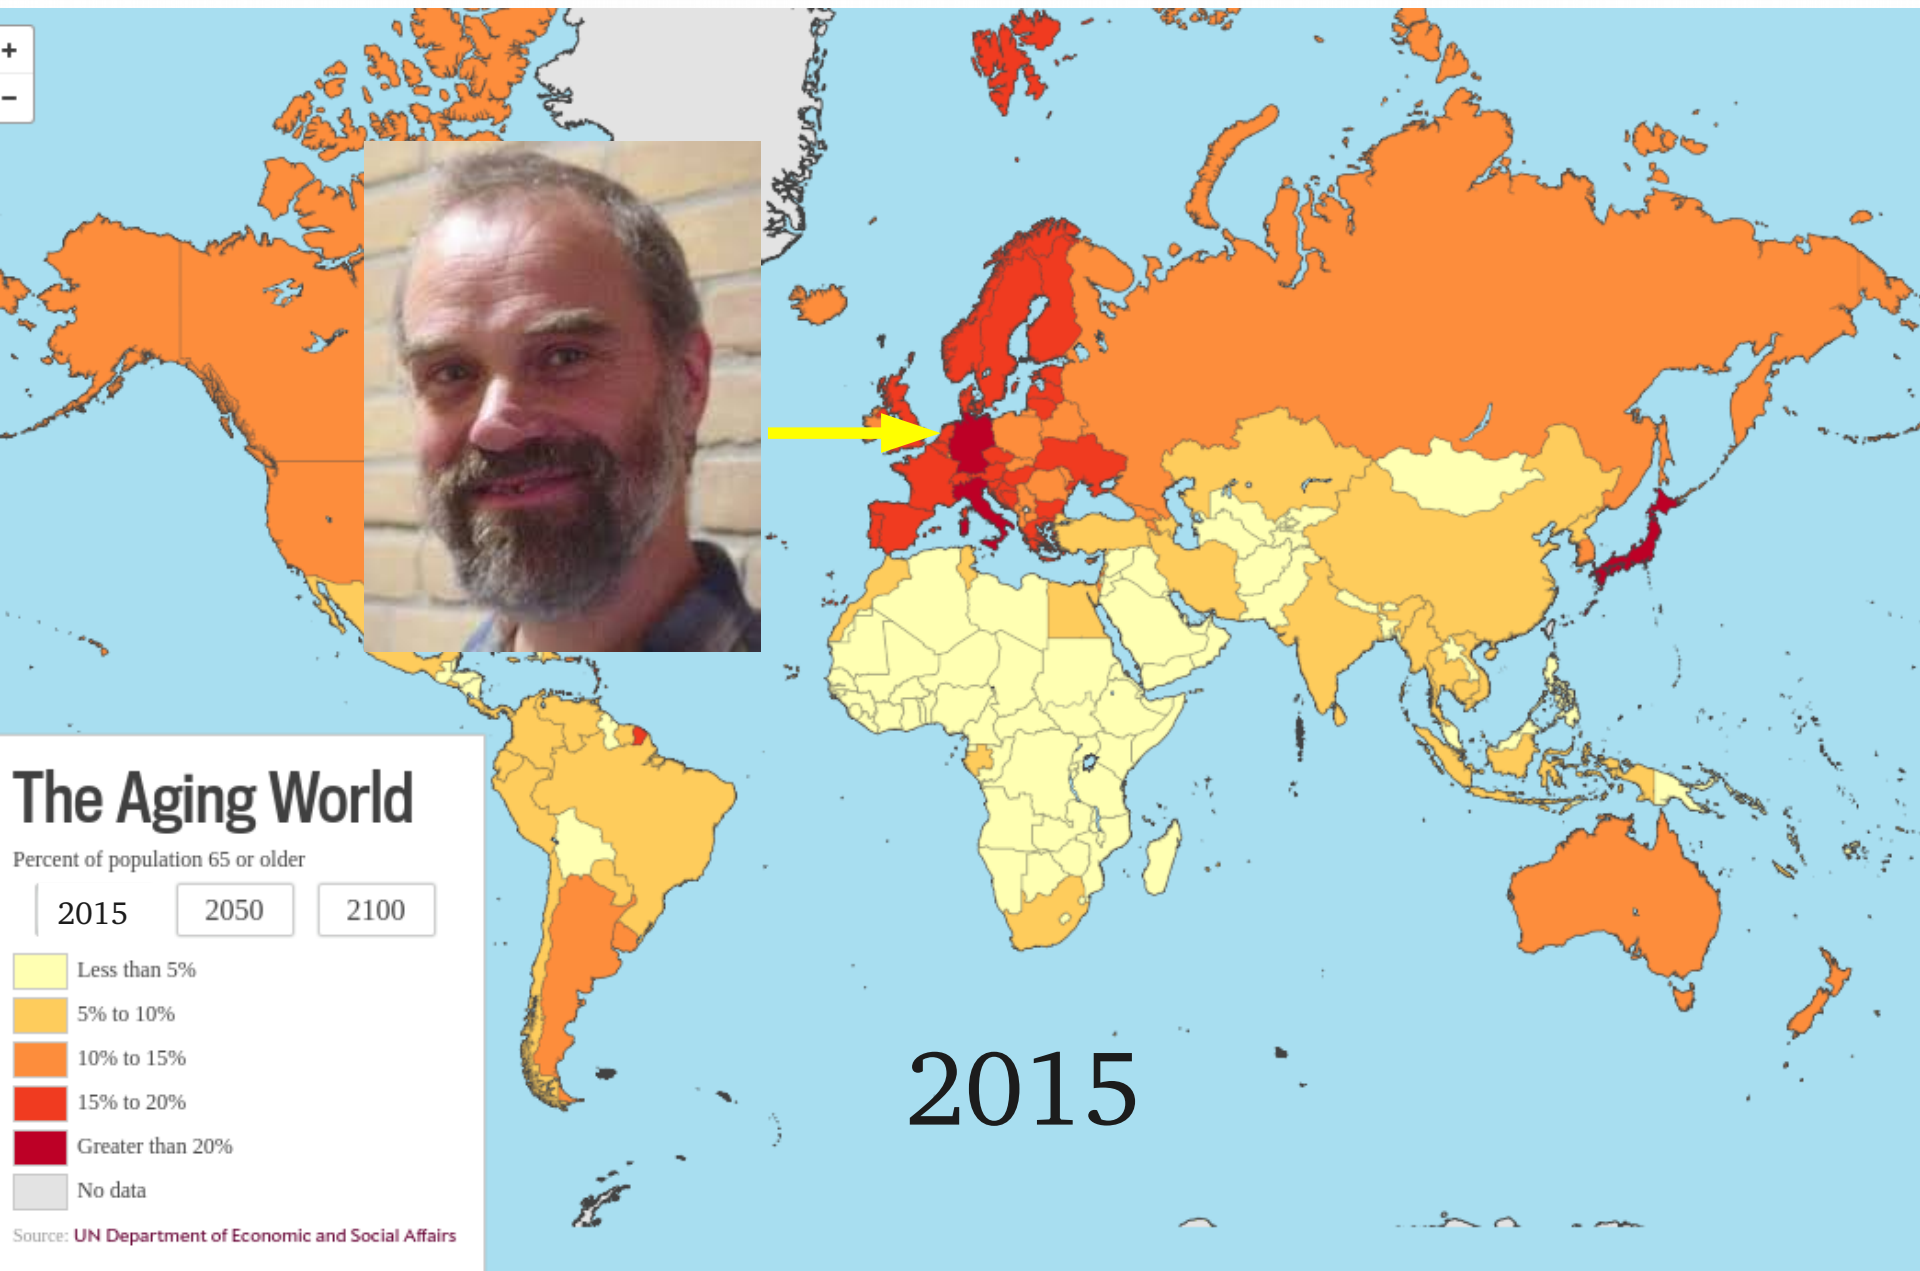 +
−
The Aging World
Percent of population 65 or older
2015 2050 2100
Less than 5%
5% to 10%
10% to 15%
15% to 20%
Greater than 20%
No data
Source: UN Department of Economic and Social Affairs
2015